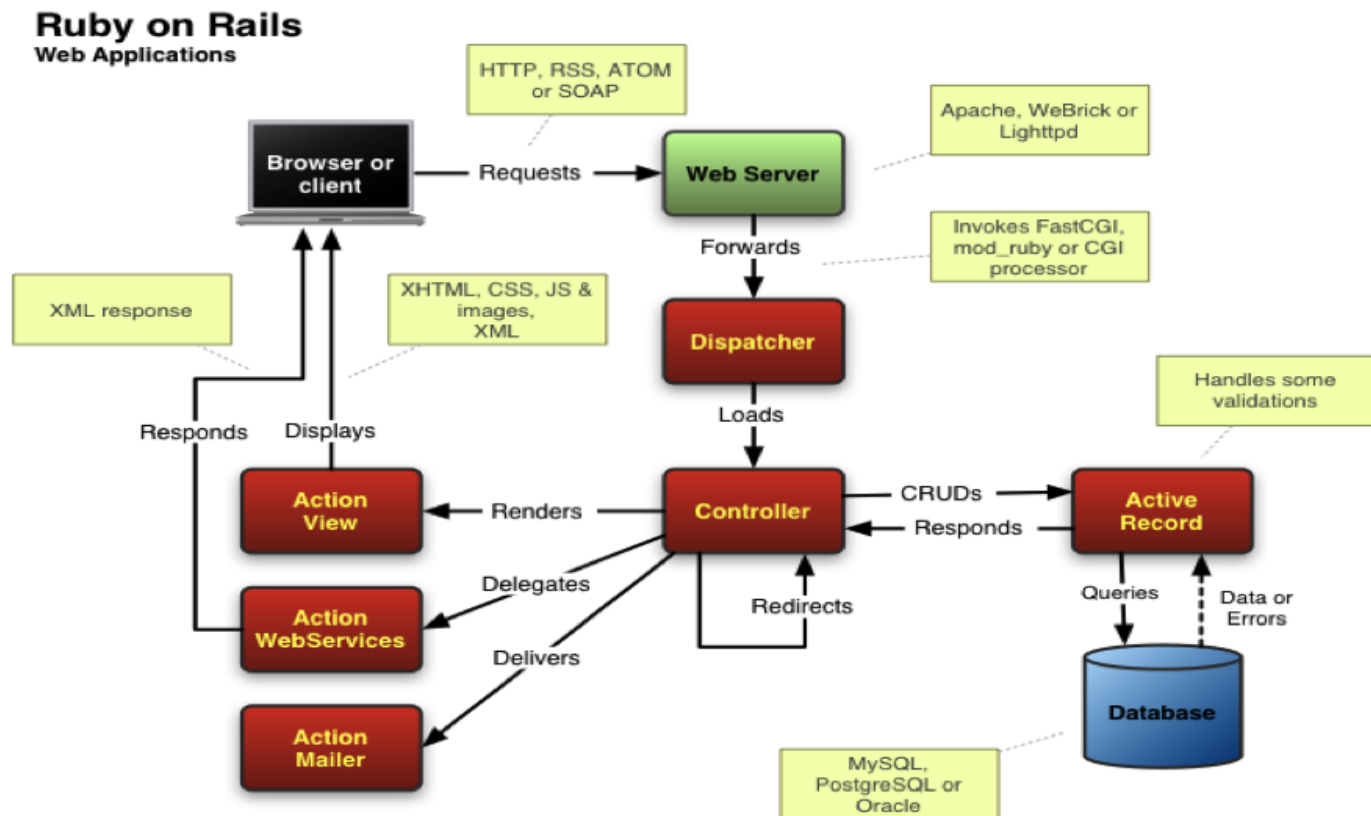 Ruby on Rails
Web Applications
HTTP, RSS, ATOM
or SOAP
Apache, WeBrick or
Lighttpd
Browser or
client
Requests
Web Server
Forwards
Invokes FastCGI,
mod_ruby or CGI
processor
XML response
XHTML, CSS, JS &
images,
XML
Dispatcher
Handles some
validations
Loads
Responds
Displays
Action
View
Renders
Controller
CRUDs
Responds
Active
Record
Delegates
Redirects
Queries
Data or
Errors
Action
WebServices
Delivers
Action
Mailer
Database
MySQL,
PostgreSQL or
Oracle